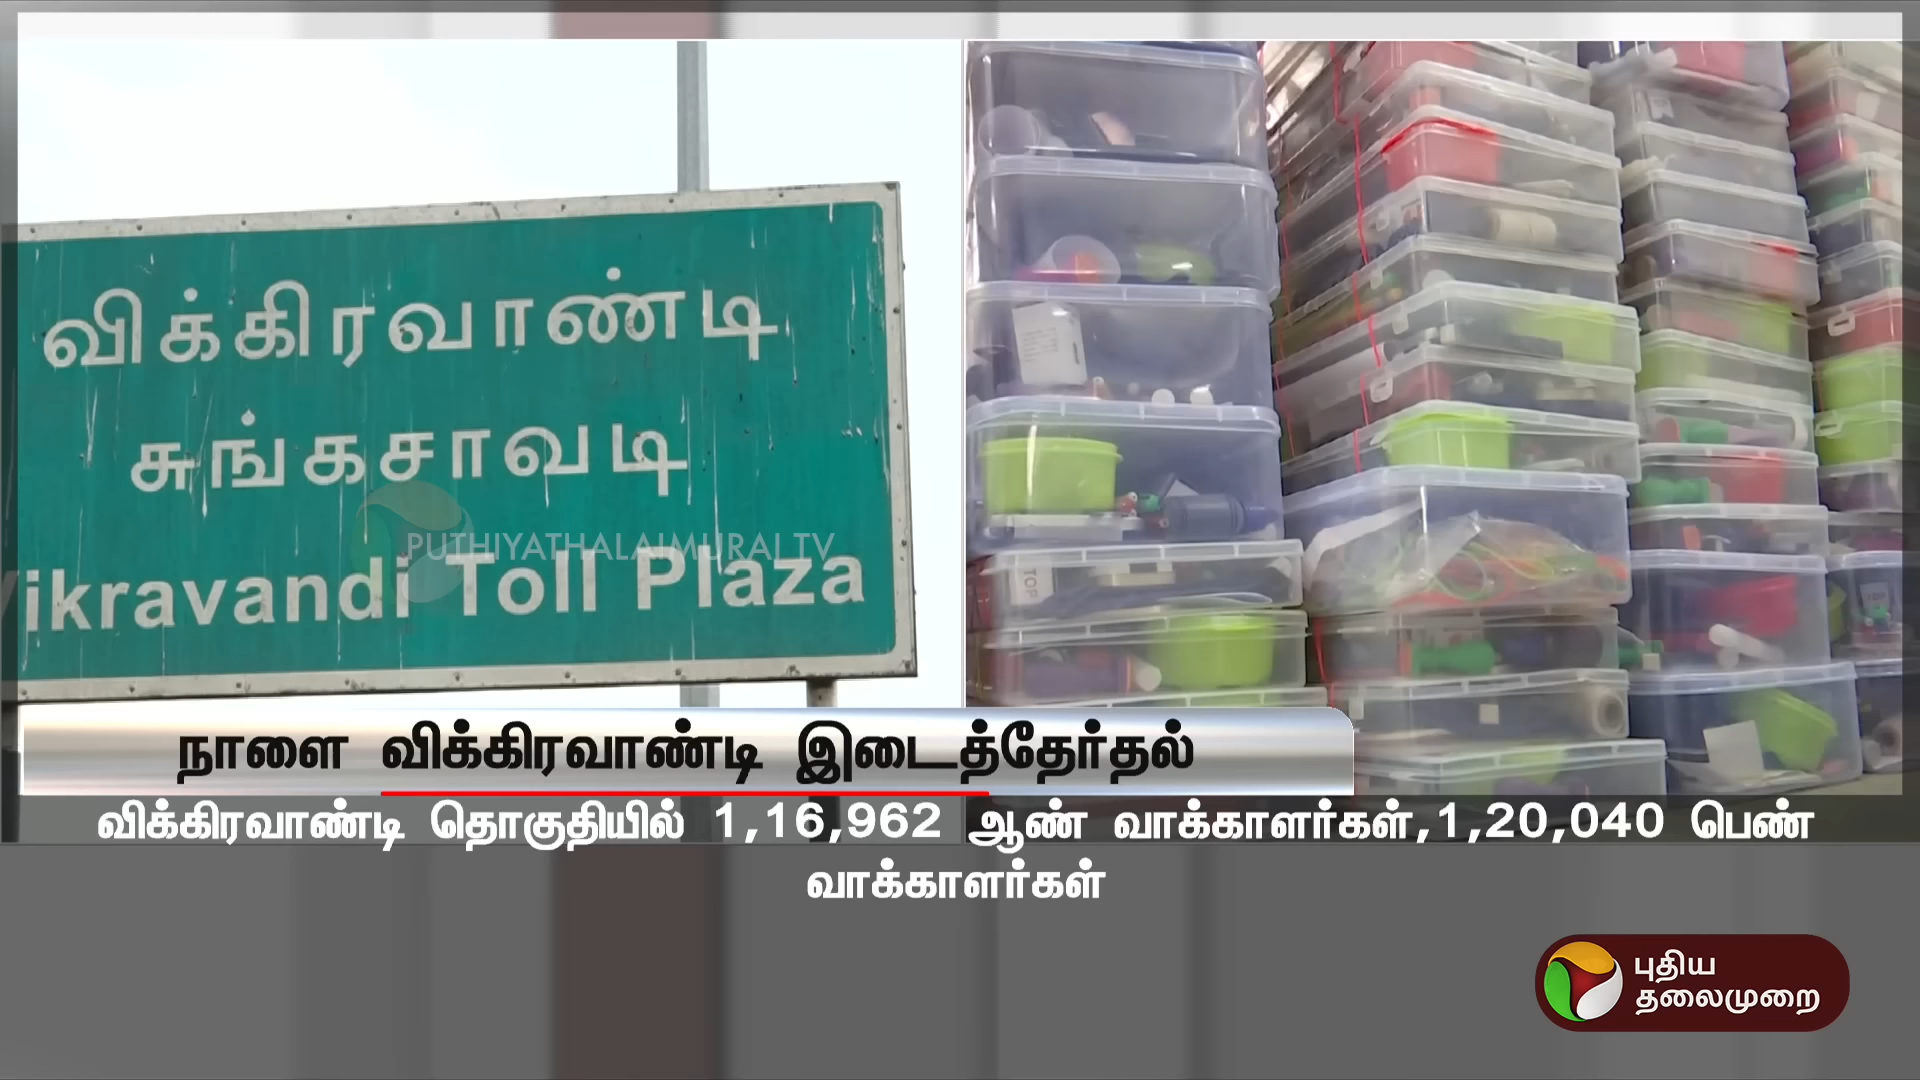 விக்கிரவாண்டி
சுங்கசாவடி
PUTHIYATHALAIMURAI TV
Vikravandi Toll Plaza
TOP
நாளை விக்கிரவாண்டி இடைத்தேர்தல்
விக்கிரவாண்டி தொகுதியில் 1,16,962 ஆண் வாக்காளர்கள்,1,20,040 பெண்
வாக்காளர்கள்
புதிய
தலைமுறை